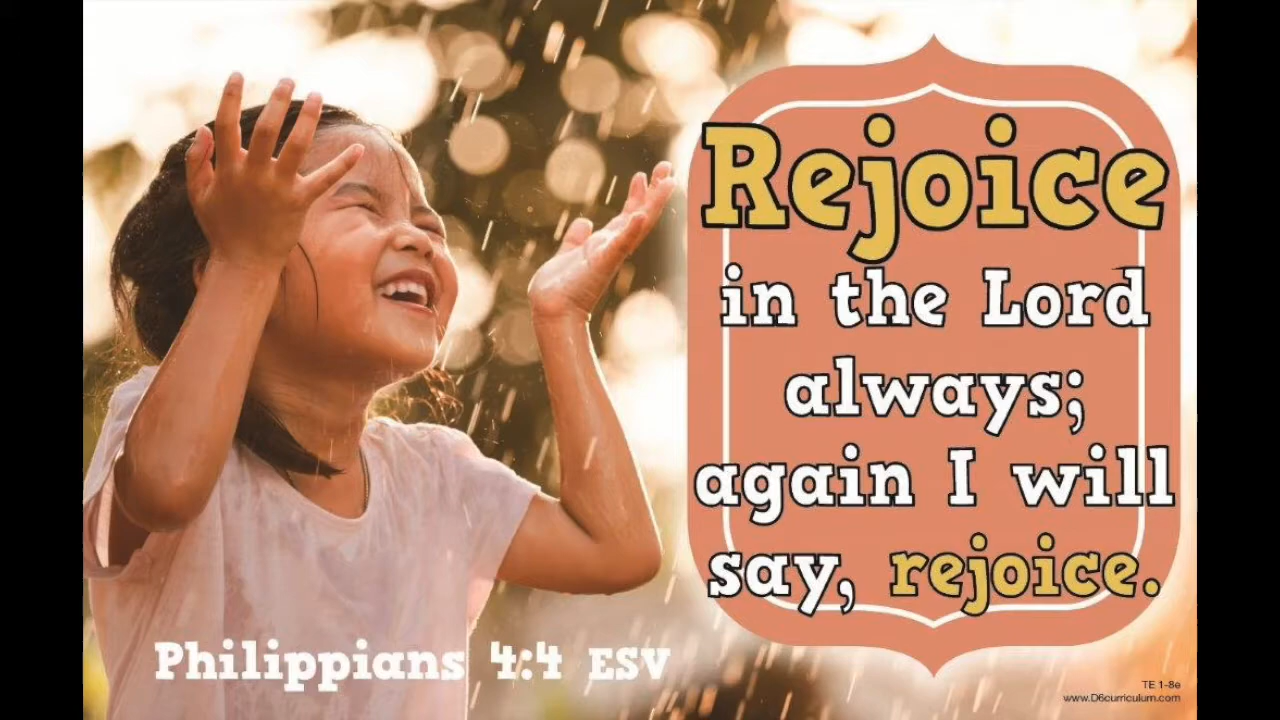 Rejoice
in the Lord
always;
again I will
say, rejoice.
Philippians 4:4 ESV
TE 1-8e
www.D6curriculum.com